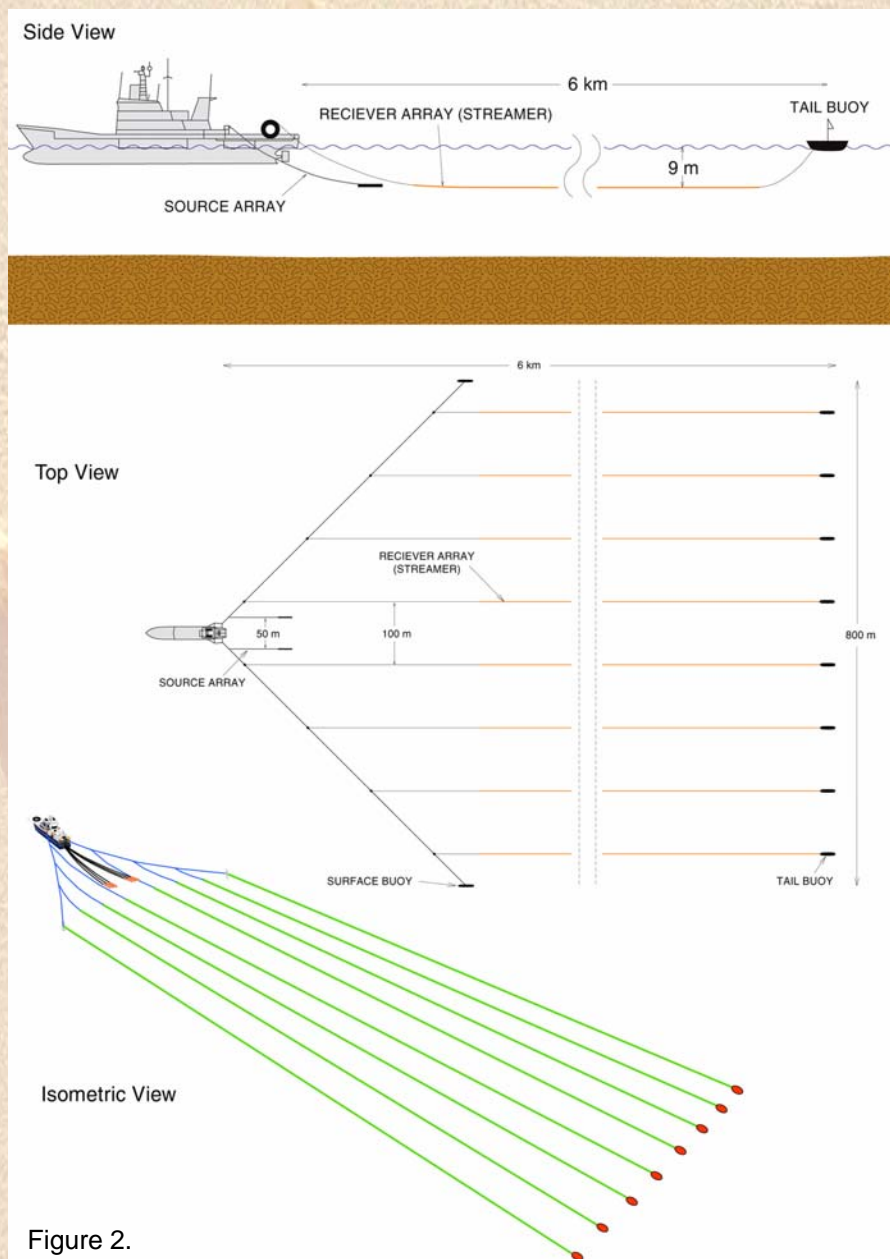 Side View
6 km
RECIEVER ARRAY (STREAMER)
TAIL BUOY
9 m
SOURCE ARRAY
6 km
Top View
RECIEVER ARRAY
(STREAMER)
50 m
100 m
800 m
SOURCE ARRAY
SURFACE BUOY
TAIL BUOY
Isometric View
Figure 2.